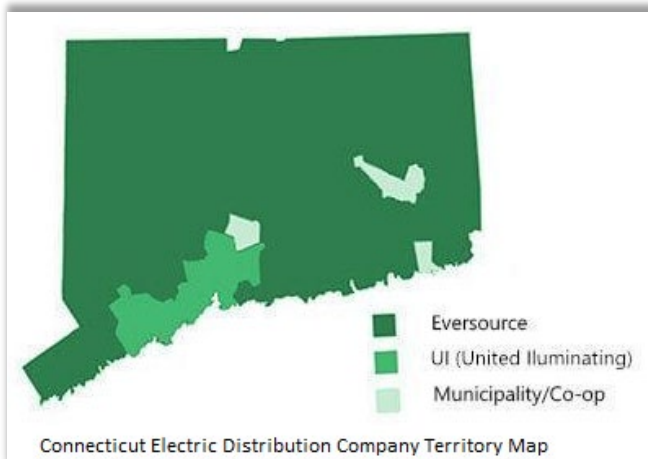 Eversource
UI (United Iluminating)
Municipality/Co-op
Connecticut Electric Distribution Company Territory Map